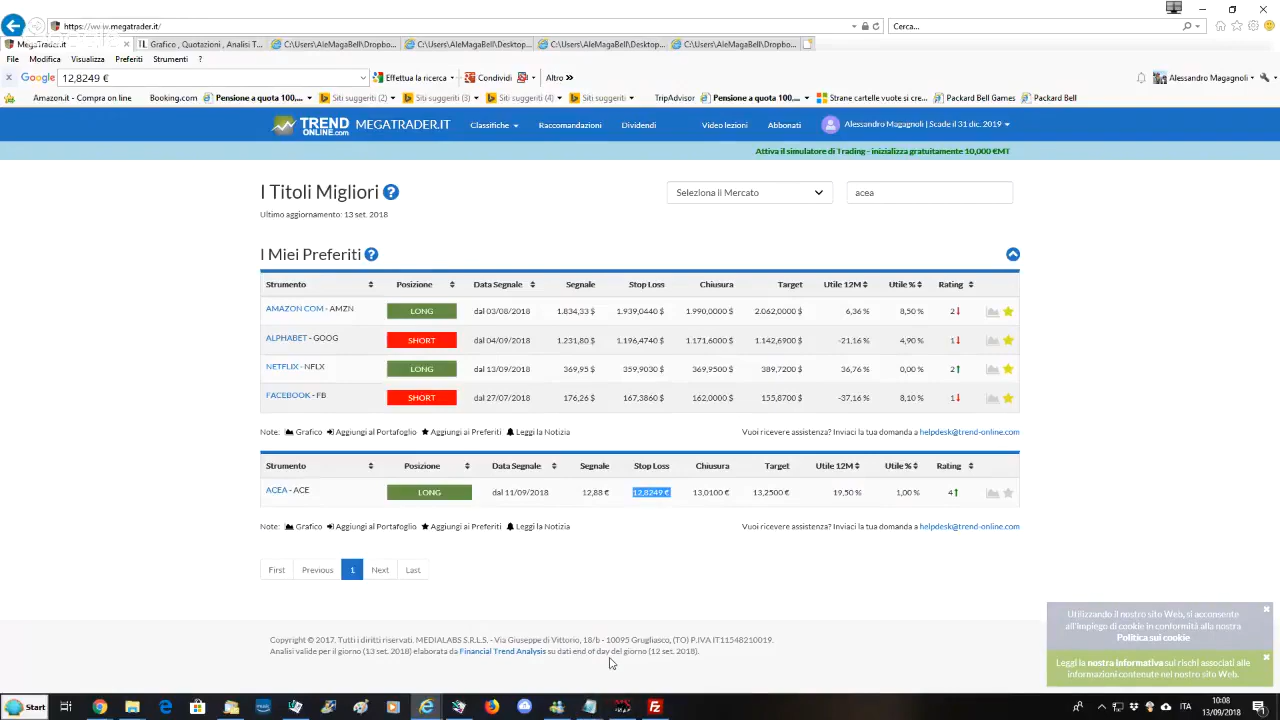 https://www.megatrader.it/
Cerca...
MegaTrader.it
Grafico , Quotazioni , Analisi T...
C:\Users\AleMagaBell\Dropbo...
C:\Users\AleMagaBell\Desktop...
C:\Users\AleMagaBell\Desktop...
C:\Users\AleMagaBell\Dropbo...
File Modifica Visualizza Preferiti Strumenti ?
x Google 12,8249 € Effettua la ricerca Condividi Altro » Alessandro Magagnoli
Amazon.it - Compra on line Booking.com Pensione a quota 100,... Siti suggeriti (2) Siti suggeriti (3) Siti suggeriti (4) Siti suggeriti TripAdvisor Pensione a quota 100,... Strane cartelle vuote si cre... Packard Bell Games Packard Bell
TREND ONLINE.COM MEGATRADER.IT Classifiche Raccomandazioni Dividendi Video lezioni Abbonati Alessandro Magagnoli | Scade il 31 dic. 2019
Attiva il simulatore di Trading - inizializza gratuitamente 10,000 €MT
I Titoli Migliori ?
Seleziona il Mercato
acea
Ultimo aggiornamento: 13 set. 2018
I Miei Preferiti ?
Strumento Posizione Data Segnale Segnale Stop Loss Chiusura Target Utile 12M Utile % Rating
AMAZON COM - AMZN LONG dal 03/08/2018 1.834,33 $ 1.939,0440 $ 1.990,0000 $ 2.062,0000 $ 6,36 % 8,50 % 2
ALPHABET - GOOG SHORT dal 04/09/2018 1.231,80 $ 1.196,4740 $ 1.171,6000 $ 1.142,6900 $ -21,16 % 4,90 % 1
NETFLIX - NFLX LONG dal 13/09/2018 369,95 $ 359,9030 $ 369,9500 $ 389,7200 $ 36,76 % 0,00 % 2
FACEBOOK - FB SHORT dal 27/07/2018 176,26 $ 167,3860 $ 162,0000 $ 155,8700 $ -37,16 % 8,10 % 1
Note: Grafico Aggiungi al Portafoglio Aggiungi ai Preferiti Leggi la Notizia Vuoi ricevere assistenza? Inviaci la tua domanda a helpdesk@trend-online.com
Strumento Posizione Data Segnale Segnale Stop Loss Chiusura Target Utile 12M Utile % Rating
ACEA - ACE LONG dal 11/09/2018 12,88 € 12,8249 € 13,0100 € 13,2500 € 19,50 % 1,00 % 4
Note: Grafico Aggiungi al Portafoglio Aggiungi ai Preferiti Leggi la Notizia Vuoi ricevere assistenza? Inviaci la tua domanda a helpdesk@trend-online.com
First Previous 1 Next Last
Utilizzando il nostro sito Web, si acconsente
all'impiego di cookie in conformità alla nostra
Politica sui cookie
Copyright © 2017. Tutti i diritti riservati. MEDIALABS S.R.L.S. - Via Giuseppe di Vittorio, 18/b - 10095 Grugliasco, (TO) P.IVA IT11548210019.
Analisi valide per il giorno (13 set. 2018) elaborata da Financial Trend Analysis su dati end of day del giorno (12 set. 2018).
Leggi la nostra informativa sui rischi associati alle
informazioni contenute nel nostro sito Web.
Start
ITA
10:08
13/09/2018